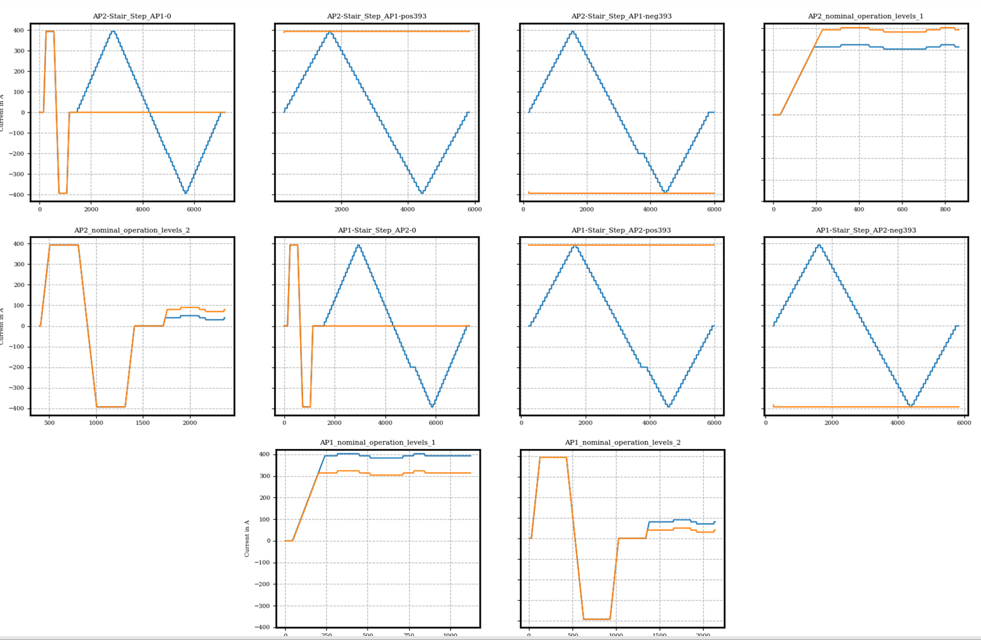 AP2-Stair_Step_AP1-0
AP2-Stair_Step_AP1-pos393
AP2-Stair_Step_AP1-neg393
AP2_nominal_operation_levels_1
400
300
200
100
0
−100
−200
−300
−400
Current in A
0 2000 4000 6000
2000 4000 6000
0 2000 4000 6000
0 200 400 600 800
AP2_nominal_operation_levels_2
AP1-Stair_Step_AP2-0
AP1-Stair_Step_AP2-pos393
AP1-Stair_Step_AP2-neg393
400
300
200
100
0
−100
−200
−300
−400
Current in A
500 1000 1500 2000
0 2000 4000 6000
0 2000 4000 6000
0 2000 4000 6000
AP1_nominal_operation_levels_1
AP1_nominal_operation_levels_2
400
300
200
100
0
−100
−200
−300
−400
Current in A
0 250 500 750 1000
0 500 1000 1500 2000